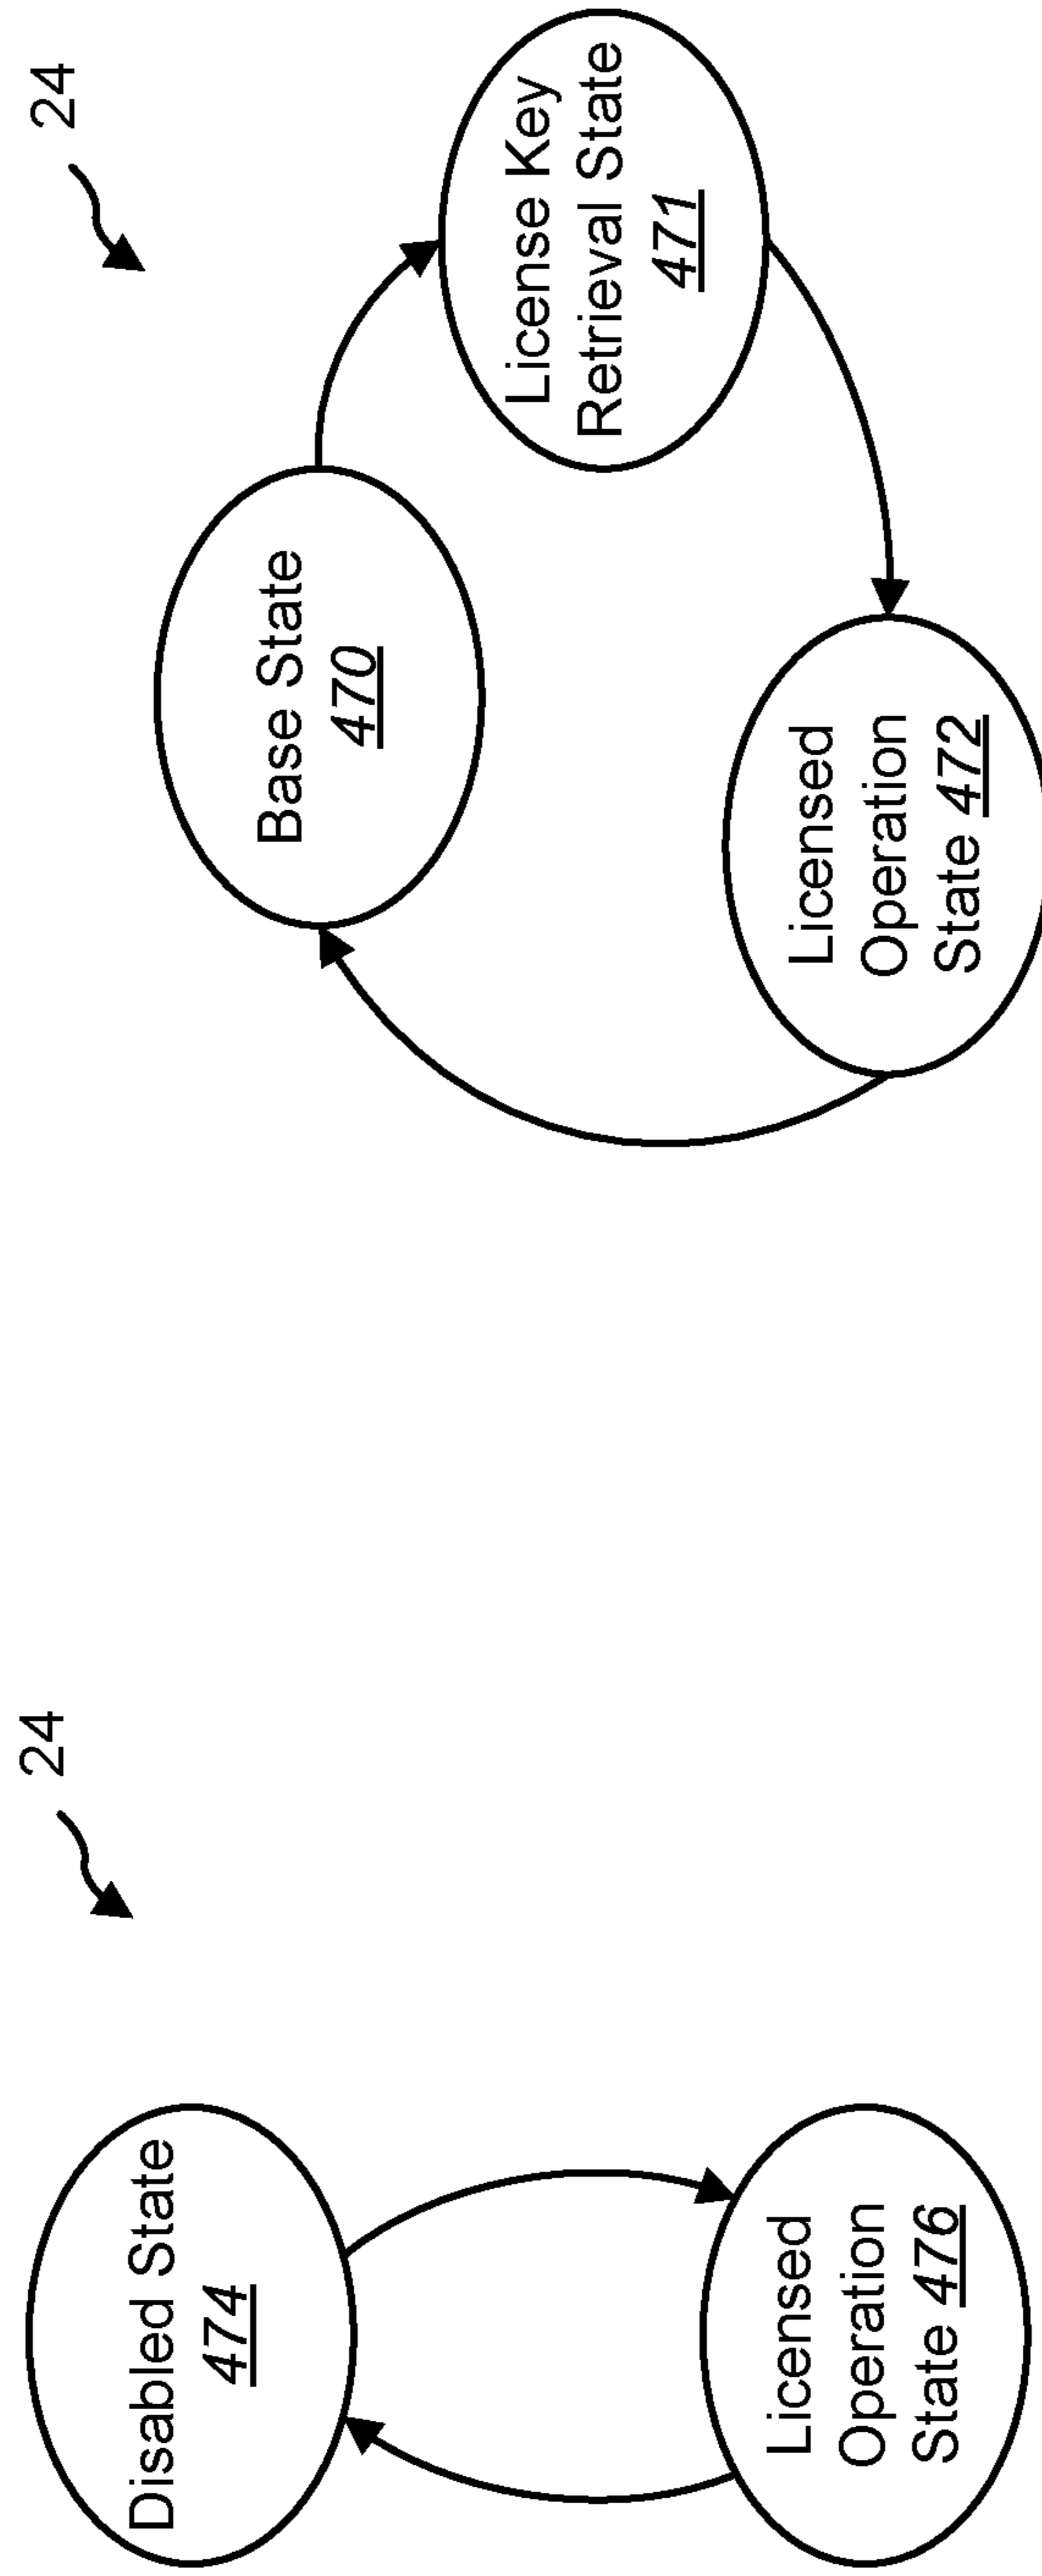 24
Disabled State
474
Licensed
Operation
State 476
24
Base State
470
License Key
Retrieval State
471
Licensed
Operation
State 472